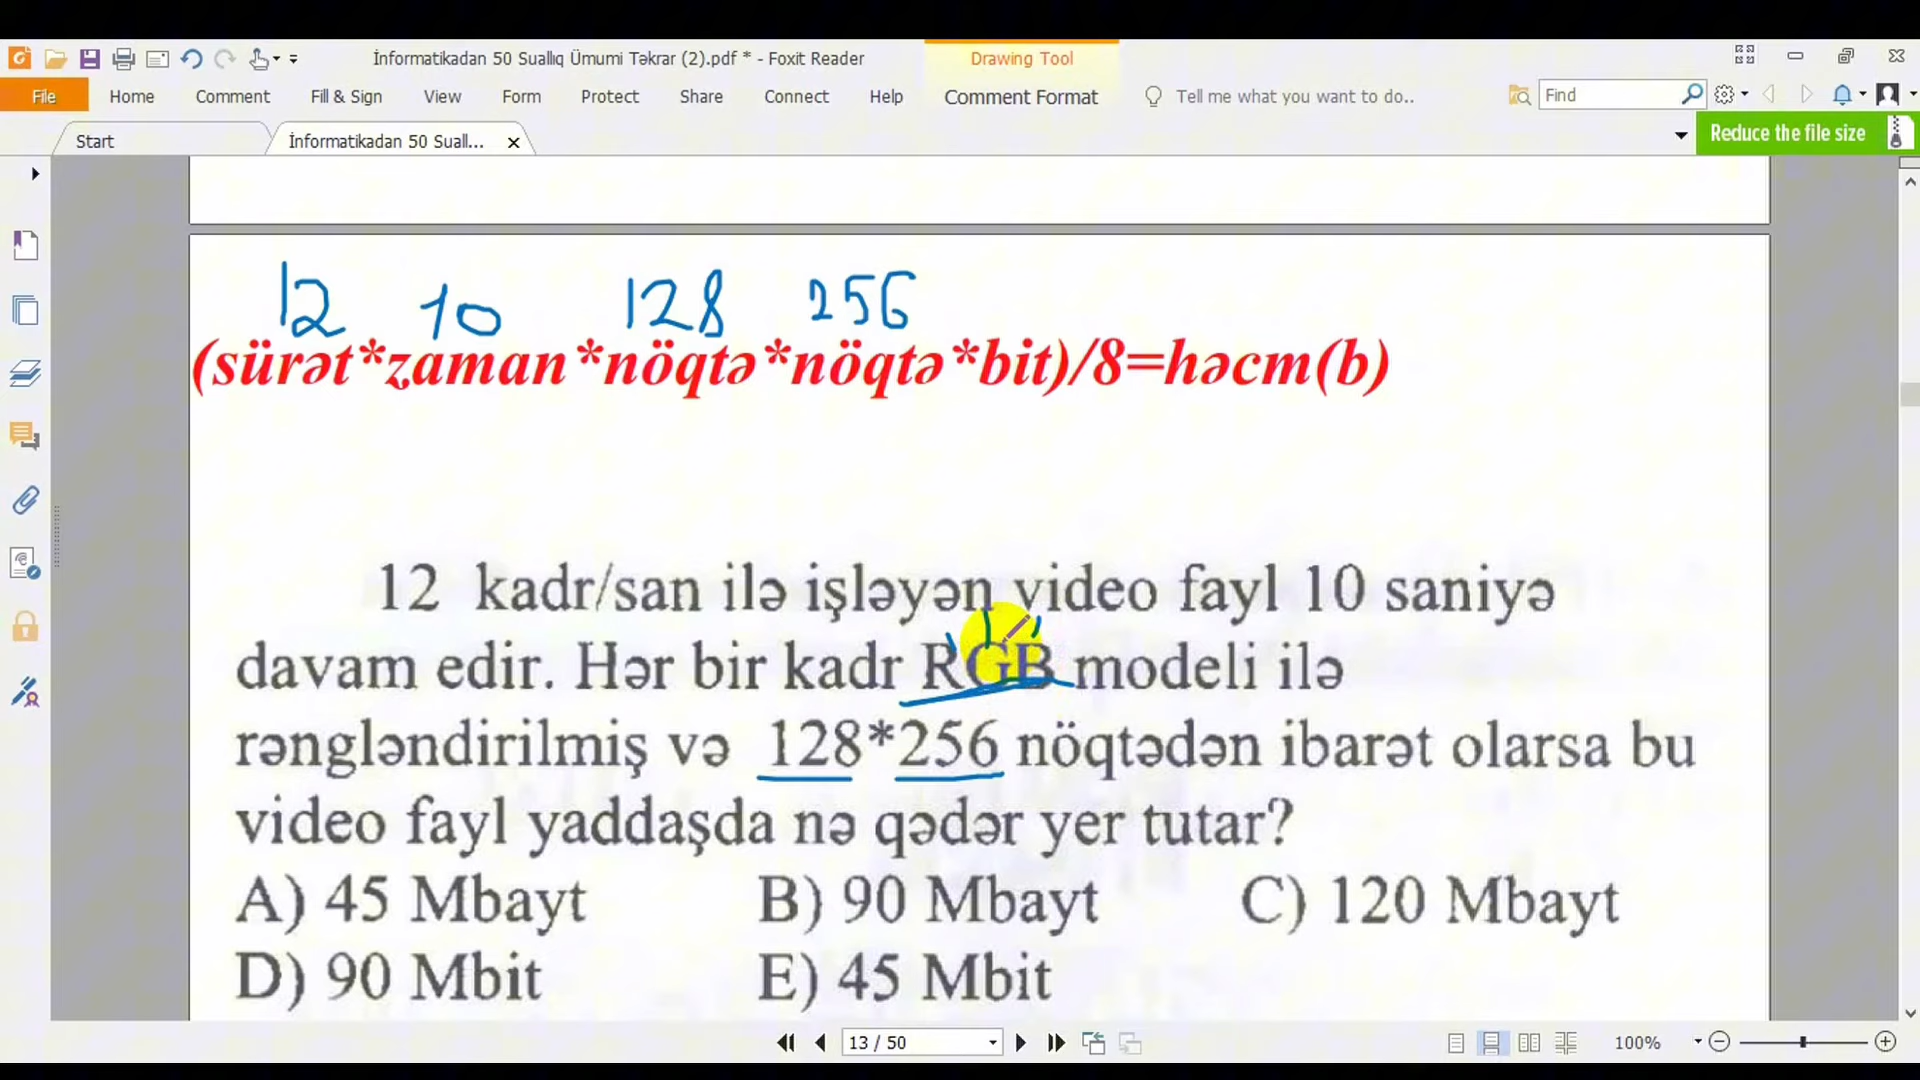 İnformatikadan 50 Suallıq Ümumi Təkrar (2).pdf * - Foxit Reader
Drawing Tool
File Home Comment Fill & Sign View Form Protect Share Connect Help Comment Format Tell me what you want to do.. Find
Start İnformatikadan 50 Suall... Reduce the file size
12 10 128 256
(sürət*zaman*nöqtə*nöqtə*bit)/8=həcm(b)
12 kadr/san ilə işləyən video fayl 10 saniyə
davam edir. Hər bir kadr RGB modeli ilə
rəngləndirilmiş və 128*256 nöqtədən ibarət olarsa bu
video fayl yaddaşda nə qədər yer tutar?
A) 45 Mbayt B) 90 Mbayt C) 120 Mbayt
D) 90 Mbit E) 45 Mbit
13 / 50 100%